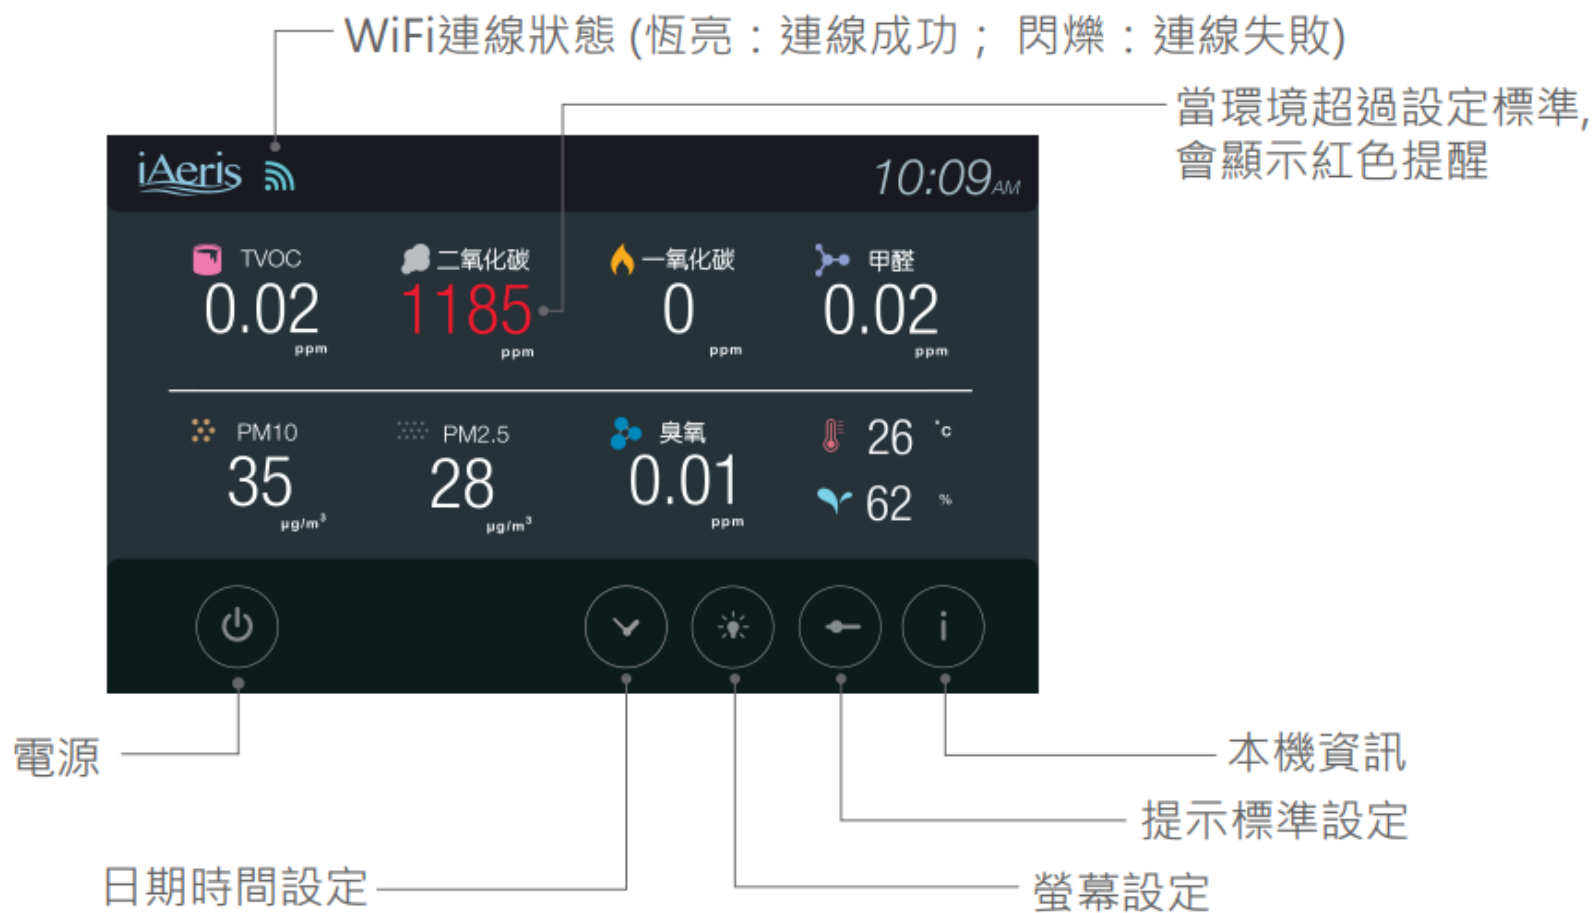 WiFi連線狀態 (恆亮：連線成功； 閃爍：連線失敗)
當環境超過設定標準,
會顯示紅色提醒
iAeris
10:09 AM
TVOC
0.02
ppm
二氧化碳
1185
ppm
一氧化碳
0
ppm
甲醛
0.02
ppm
PM10
35
μg/m³
PM2.5
28
μg/m³
臭氧
0.01
ppm
26 °c
62 %
電源
本機資訊
提示標準設定
日期時間設定
螢幕設定